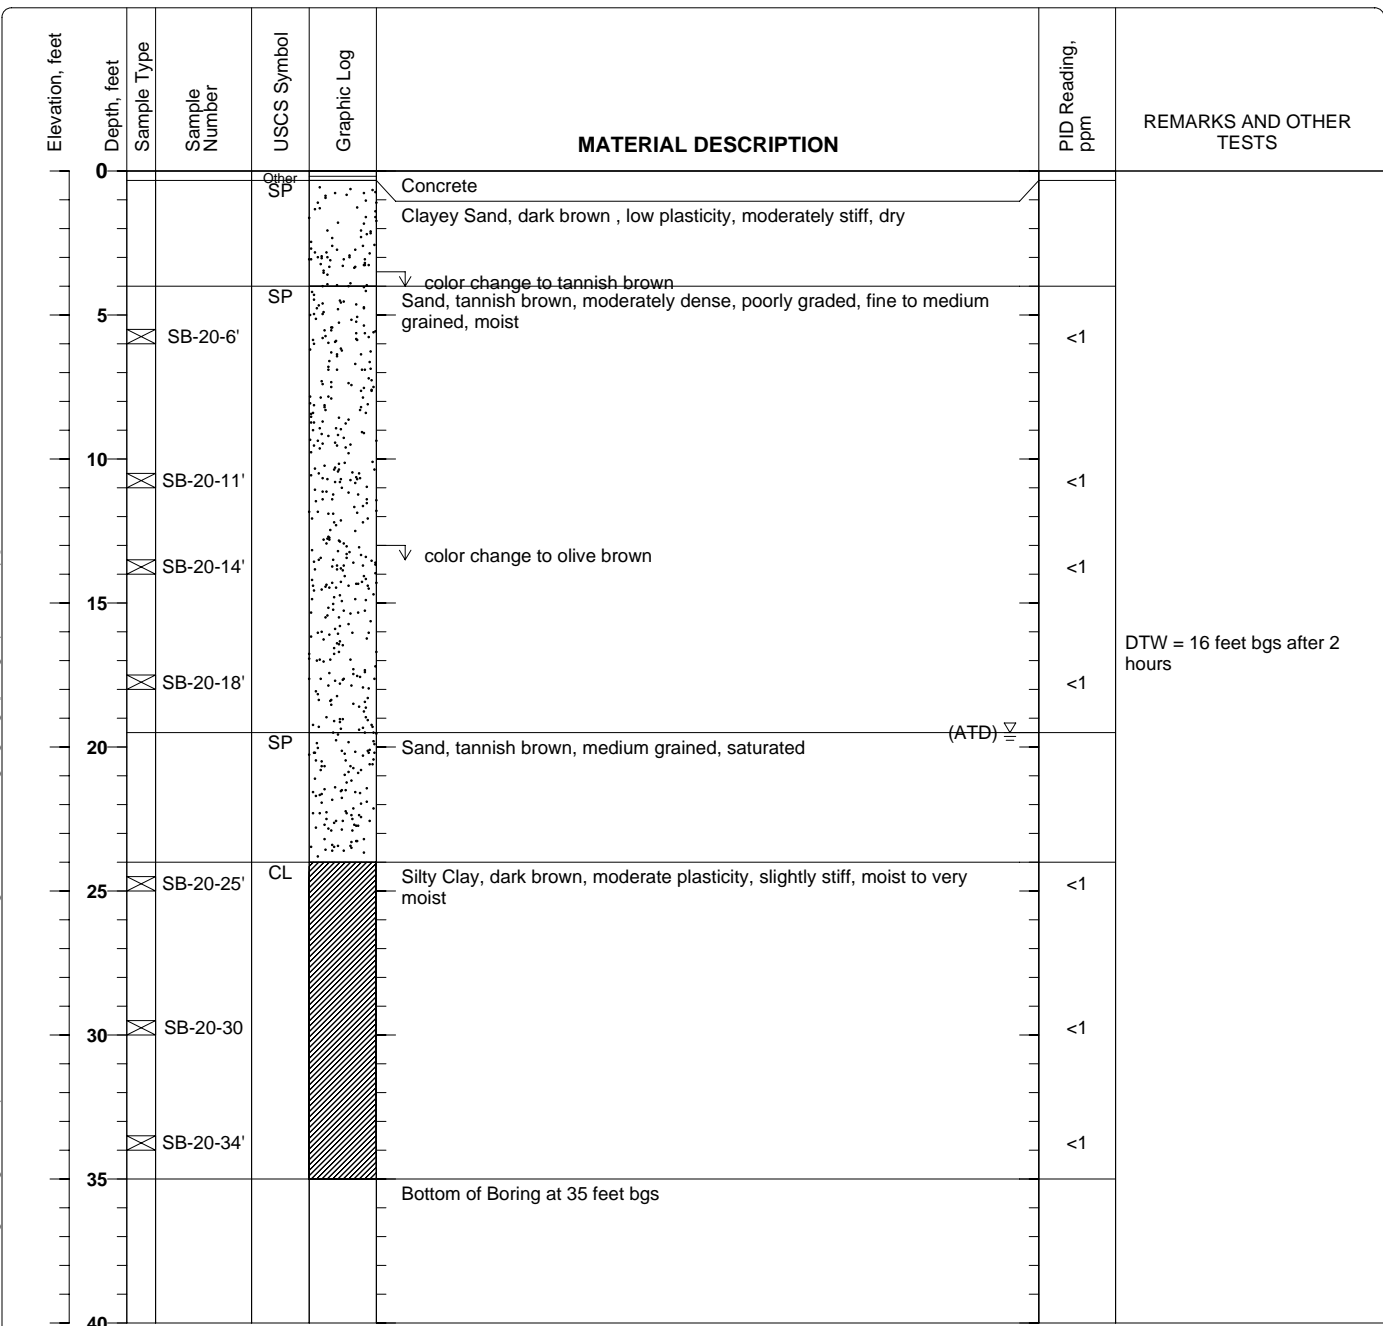 Elevation, feet
Depth, feet
Sample Type
Sample
Number
USCS Symbol
Graphic Log
MATERIAL DESCRIPTION
PID Reading,
ppm
REMARKS AND OTHER
TESTS
0
Other
SP
Concrete
Clayey Sand, dark brown , low plasticity, moderately stiff, dry
color change to tannish brown
SP
Sand, tannish brown, moderately dense, poorly graded, fine to medium
grained, moist
5
SB-20-6'
<1
10
SB-20-11'
<1
color change to olive brown
SB-20-14'
<1
15
DTW = 16 feet bgs after 2
hours
SB-20-18'
<1
(ATD)
SP
20
Sand, tannish brown, medium grained, saturated
CL
Silty Clay, dark brown, moderate plasticity, slightly stiff, moist to very
moist
SB-20-25'
<1
25
SB-20-30
<1
30
SB-20-34'
<1
35
Bottom of Boring at 35 feet bgs
40